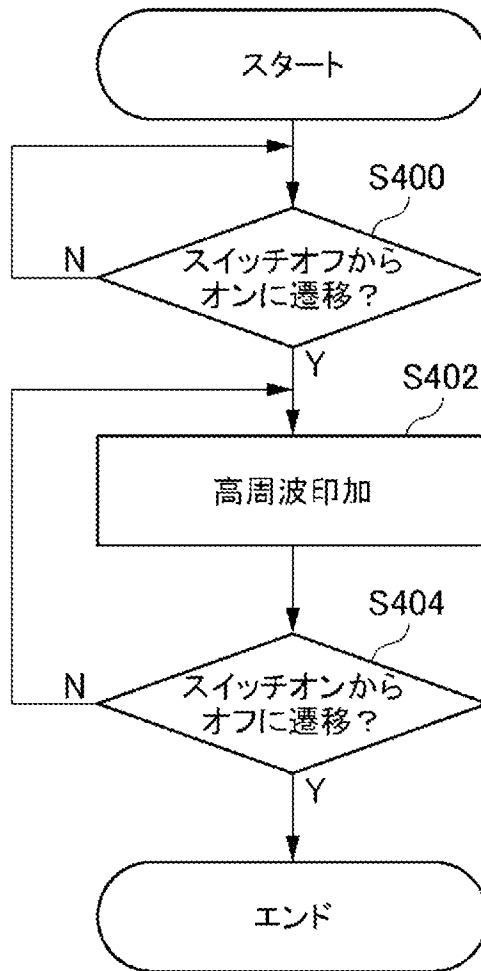 スタート
S400
スイッチオフから
オンに遷移?
N
Y
S402
高周波印加
S404
スイッチオンから
オフに遷移?
N
Y
エンド